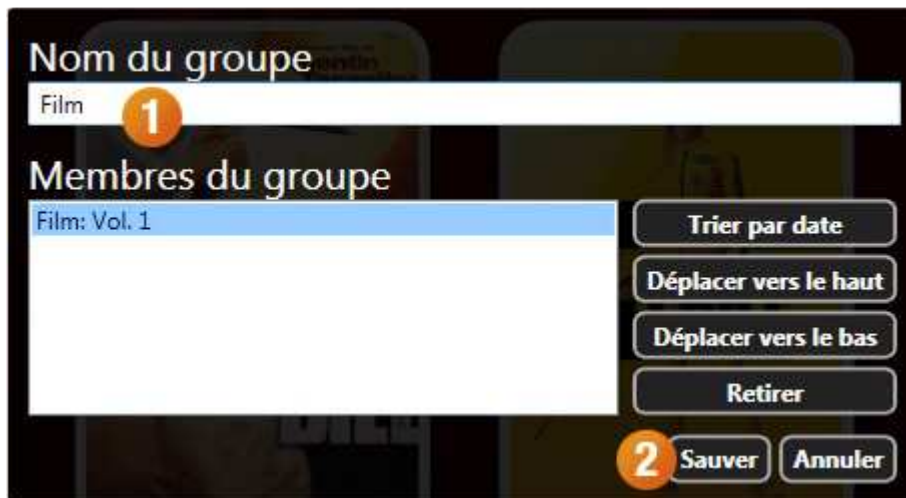 Nom du groupe
Film
1
Membres du groupe
Film: Vol. 1
Trier par date
Déplacer vers le haut
Déplacer vers le bas
Retirer
2
Sauver
Annuler